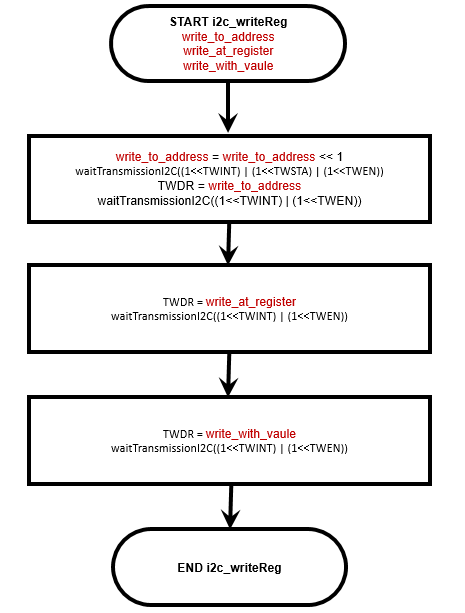 START i2c_writeReg
write_to_address
write_at_register
write_with_vaule
write_to_address = write_to_address << 1
waitTransmissionI2C((1<<TWINT) | (1<<TWSTA) | (1<<TWEN))
TWDR = write_to_address
waitTransmissionI2C((1<<TWINT) | (1<<TWEN))
TWDR = write_at_register
waitTransmissionI2C((1<<TWINT) | (1<<TWEN))
TWDR = write_with_vaule
waitTransmissionI2C((1<<TWINT) | (1<<TWEN))
END i2c_writeReg